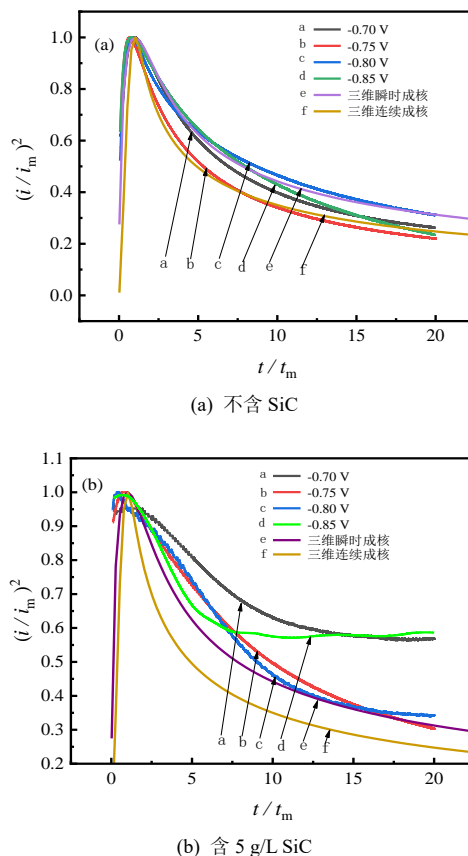 (a)
a -0.70 V
b -0.75 V
c -0.80 V
d -0.85 V
e 三维瞬时成核
f 三维连续成核
(i / i_m)²
1.0
0.8
0.6
0.4
0.2
0.0
a
b
c
d
e
f
0 5 10 15 20
t / t_m
(a) 不含 SiC
(b)
a -0.70 V
b -0.75 V
c -0.80 V
d -0.85 V
e 三维瞬时成核
f 三维连续成核
(i / i_m)²
1.1
1.0
0.9
0.8
0.7
0.6
0.5
0.4
0.3
0.2
a
b
c
d
e
f
0 5 10 15 20
t / t_m
(b) 含 5 g/L SiC